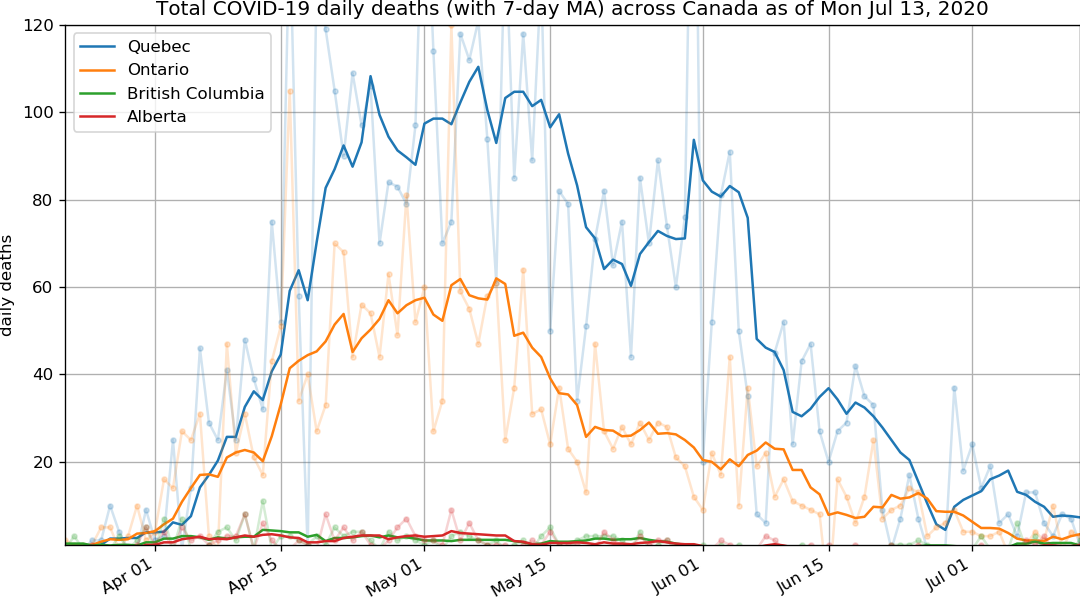 Total COVID-19 daily deaths (with 7-day MA) across Canada as of Mon Jul 13, 2020
120
100
80
60
40
20
daily deaths
Quebec
Ontario
British Columbia
Alberta
Apr 01
Apr 15
May 01
May 15
Jun 01
Jun 15
Jul 01